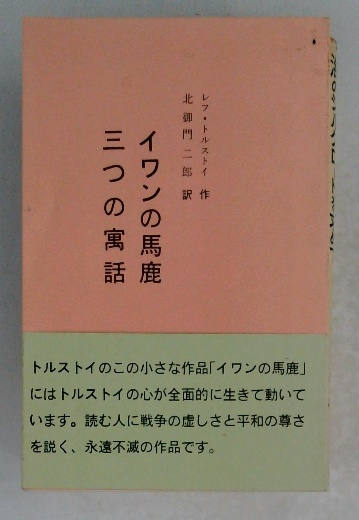 レフ・トルストイ 作
北御門二郎 訳
イワンの馬鹿
三つの寓話
トルストイのこの小さな作品「イワンの馬鹿」
にはトルストイの心が全面的に生きて動いて
います。読む人に戦争の虚しさと平和の尊さ
を説く、永遠不滅の作品です。